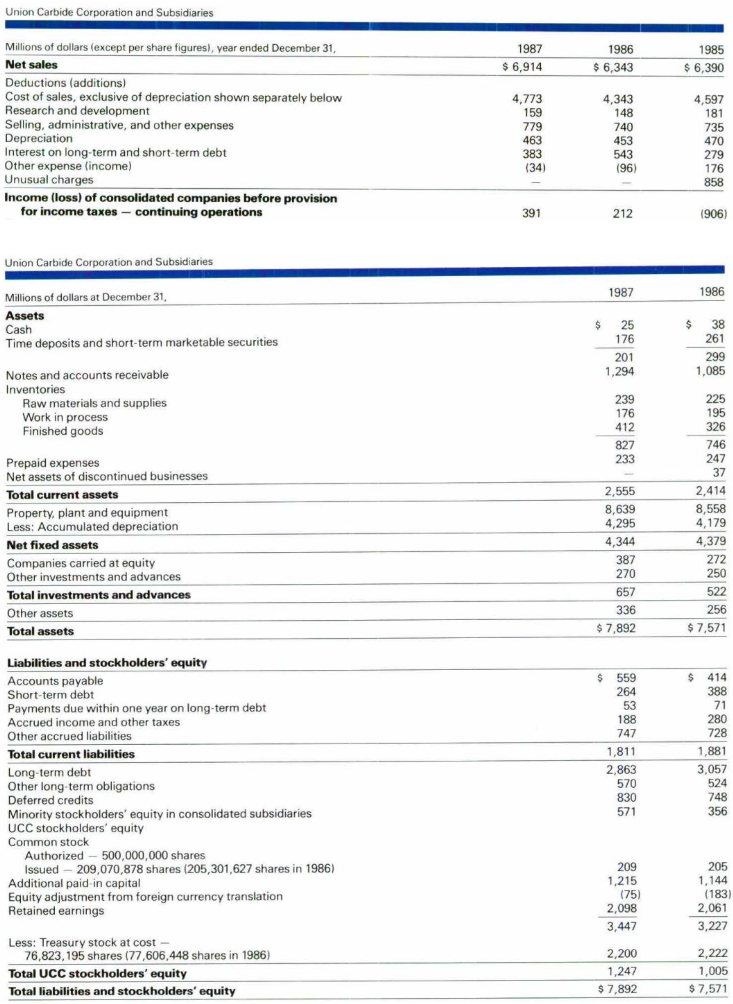 Union Carbide Corporation and Subsidiaries
Millions of dollars (except per share figures), year ended December 31, 1987 1986 1985
Net sales $ 6,914 $ 6,343 $ 6,390
Deductions (additions)
Cost of sales, exclusive of depreciation shown separately below 4,773 4,343 4,597
Research and development 159 148 181
Selling, administrative, and other expenses 779 740 735
Depreciation 463 453 470
Interest on long-term and short-term debt 383 543 279
Other expense (income) (34) (96) 176
Unusual charges — — 858
Income (loss) of consolidated companies before provision
for income taxes — continuing operations 391 212 (906)
Union Carbide Corporation and Subsidiaries
Millions of dollars at December 31, 1987 1986
Assets
Cash $ 25 $ 38
Time deposits and short-term marketable securities 176 261
201 299
Notes and accounts receivable 1,294 1,085
Inventories
Raw materials and supplies 239 225
Work in process 176 195
Finished goods 412 326
827 746
Prepaid expenses 233 247
Net assets of discontinued businesses — 37
Total current assets 2,555 2,414
Property, plant and equipment 8,639 8,558
Less: Accumulated depreciation 4,295 4,179
Net fixed assets 4,344 4,379
Companies carried at equity 387 272
Other investments and advances 270 250
Total investments and advances 657 522
Other assets 336 256
Total assets $ 7,892 $ 7,571
Liabilities and stockholders' equity
Accounts payable $ 559 $ 414
Short-term debt 264 388
Payments due within one year on long-term debt 53 71
Accrued income and other taxes 188 280
Other accrued liabilities 747 728
Total current liabilities 1,811 1,881
Long-term debt 2,863 3,057
Other long-term obligations 570 524
Deferred credits 830 748
Minority stockholders' equity in consolidated subsidiaries 571 356
UCC stockholders' equity
Common stock
Authorized — 500,000,000 shares
Issued — 209,070,878 shares (205,301,627 shares in 1986) 209 205
Additional paid-in capital 1,215 1,144
Equity adjustment from foreign currency translation (75) (183)
Retained earnings 2,098 2,061
3,447 3,227
Less: Treasury stock at cost —
76,823,195 shares (77,606,448 shares in 1986) 2,200 2,222
Total UCC stockholders' equity 1,247 1,005
Total liabilities and stockholders' equity $ 7,892 $ 7,571